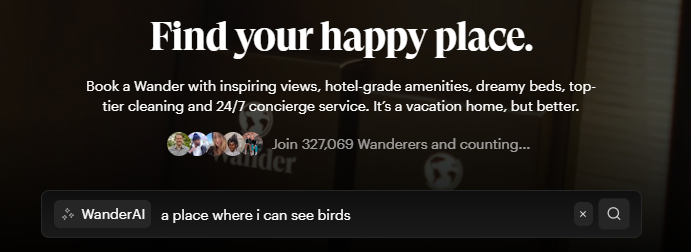 Find your happy place.
Book a Wander with inspiring views, hotel-grade amenities, dreamy beds, top-
tier cleaning and 24/7 concierge service. It’s a vacation home, but better.
Wander
Join 327,069 Wanderers and counting...
WanderAI a place where i can see birds